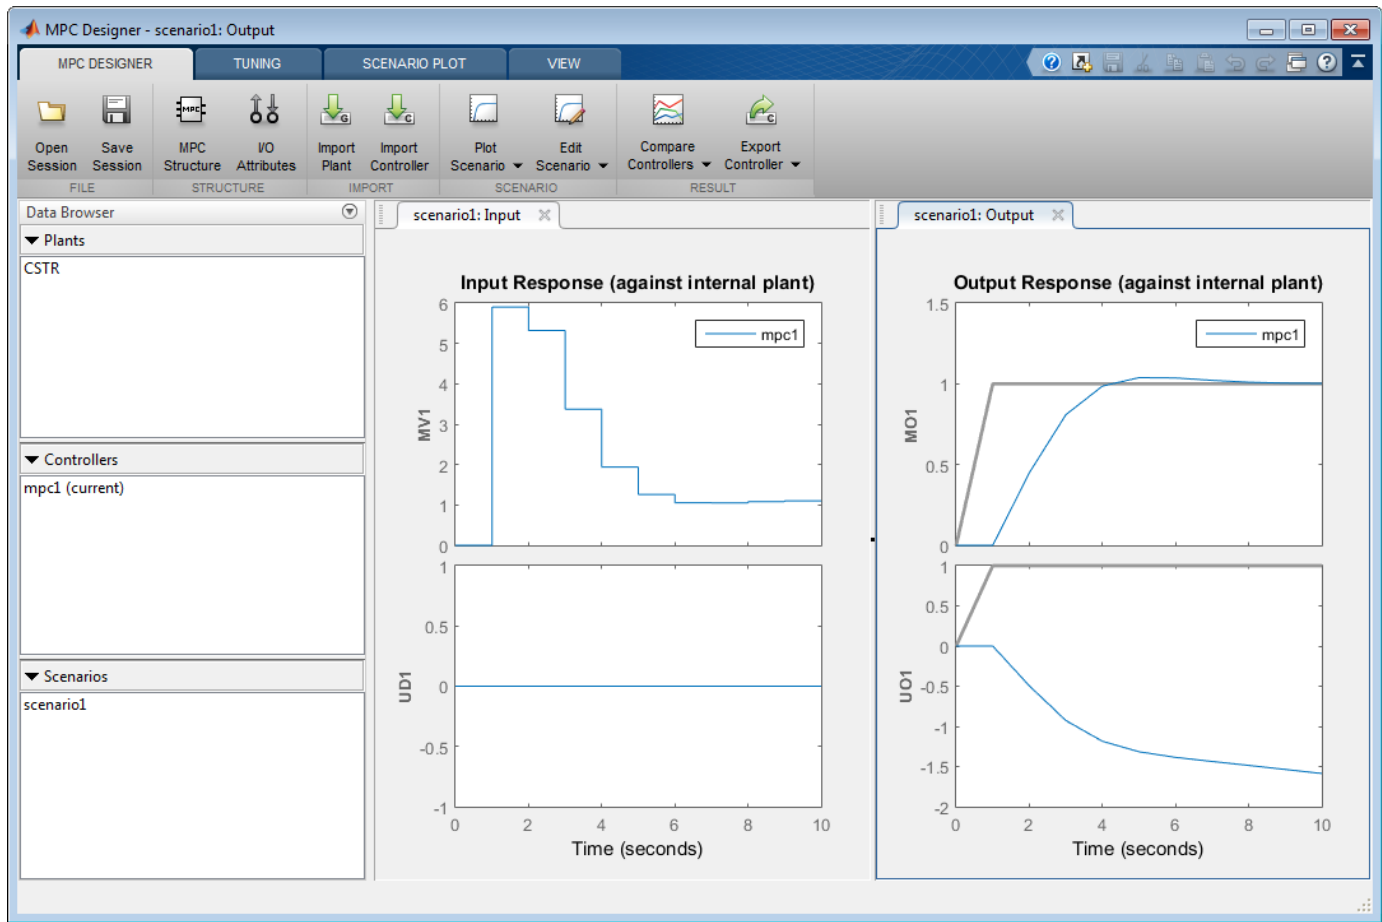 MPC Designer - scenario1: Output
MPC DESIGNER
TUNING
SCENARIO PLOT
VIEW
Open Session
Save Session
MPC
MPC Structure
I/O Attributes
G
Import Plant
C
Import Controller
Plot Scenario
Edit Scenario
Compare Controllers
C
Export Controller
FILE
STRUCTURE
IMPORT
SCENARIO
RESULT
Data Browser
Plants
CSTR
Controllers
mpc1 (current)
Scenarios
scenario1
scenario1: Input
Input Response (against internal plant)
mpc1
MV1
6
5
4
3
2
1
0
UD1
1
0.5
0
-0.5
-1
0 2 4 6 8 10
Time (seconds)
scenario1: Output
Output Response (against internal plant)
mpc1
MO1
1.5
1
0.5
0
UO1
1
0.5
0
-0.5
-1
-1.5
-2
0 2 4 6 8 10
Time (seconds)